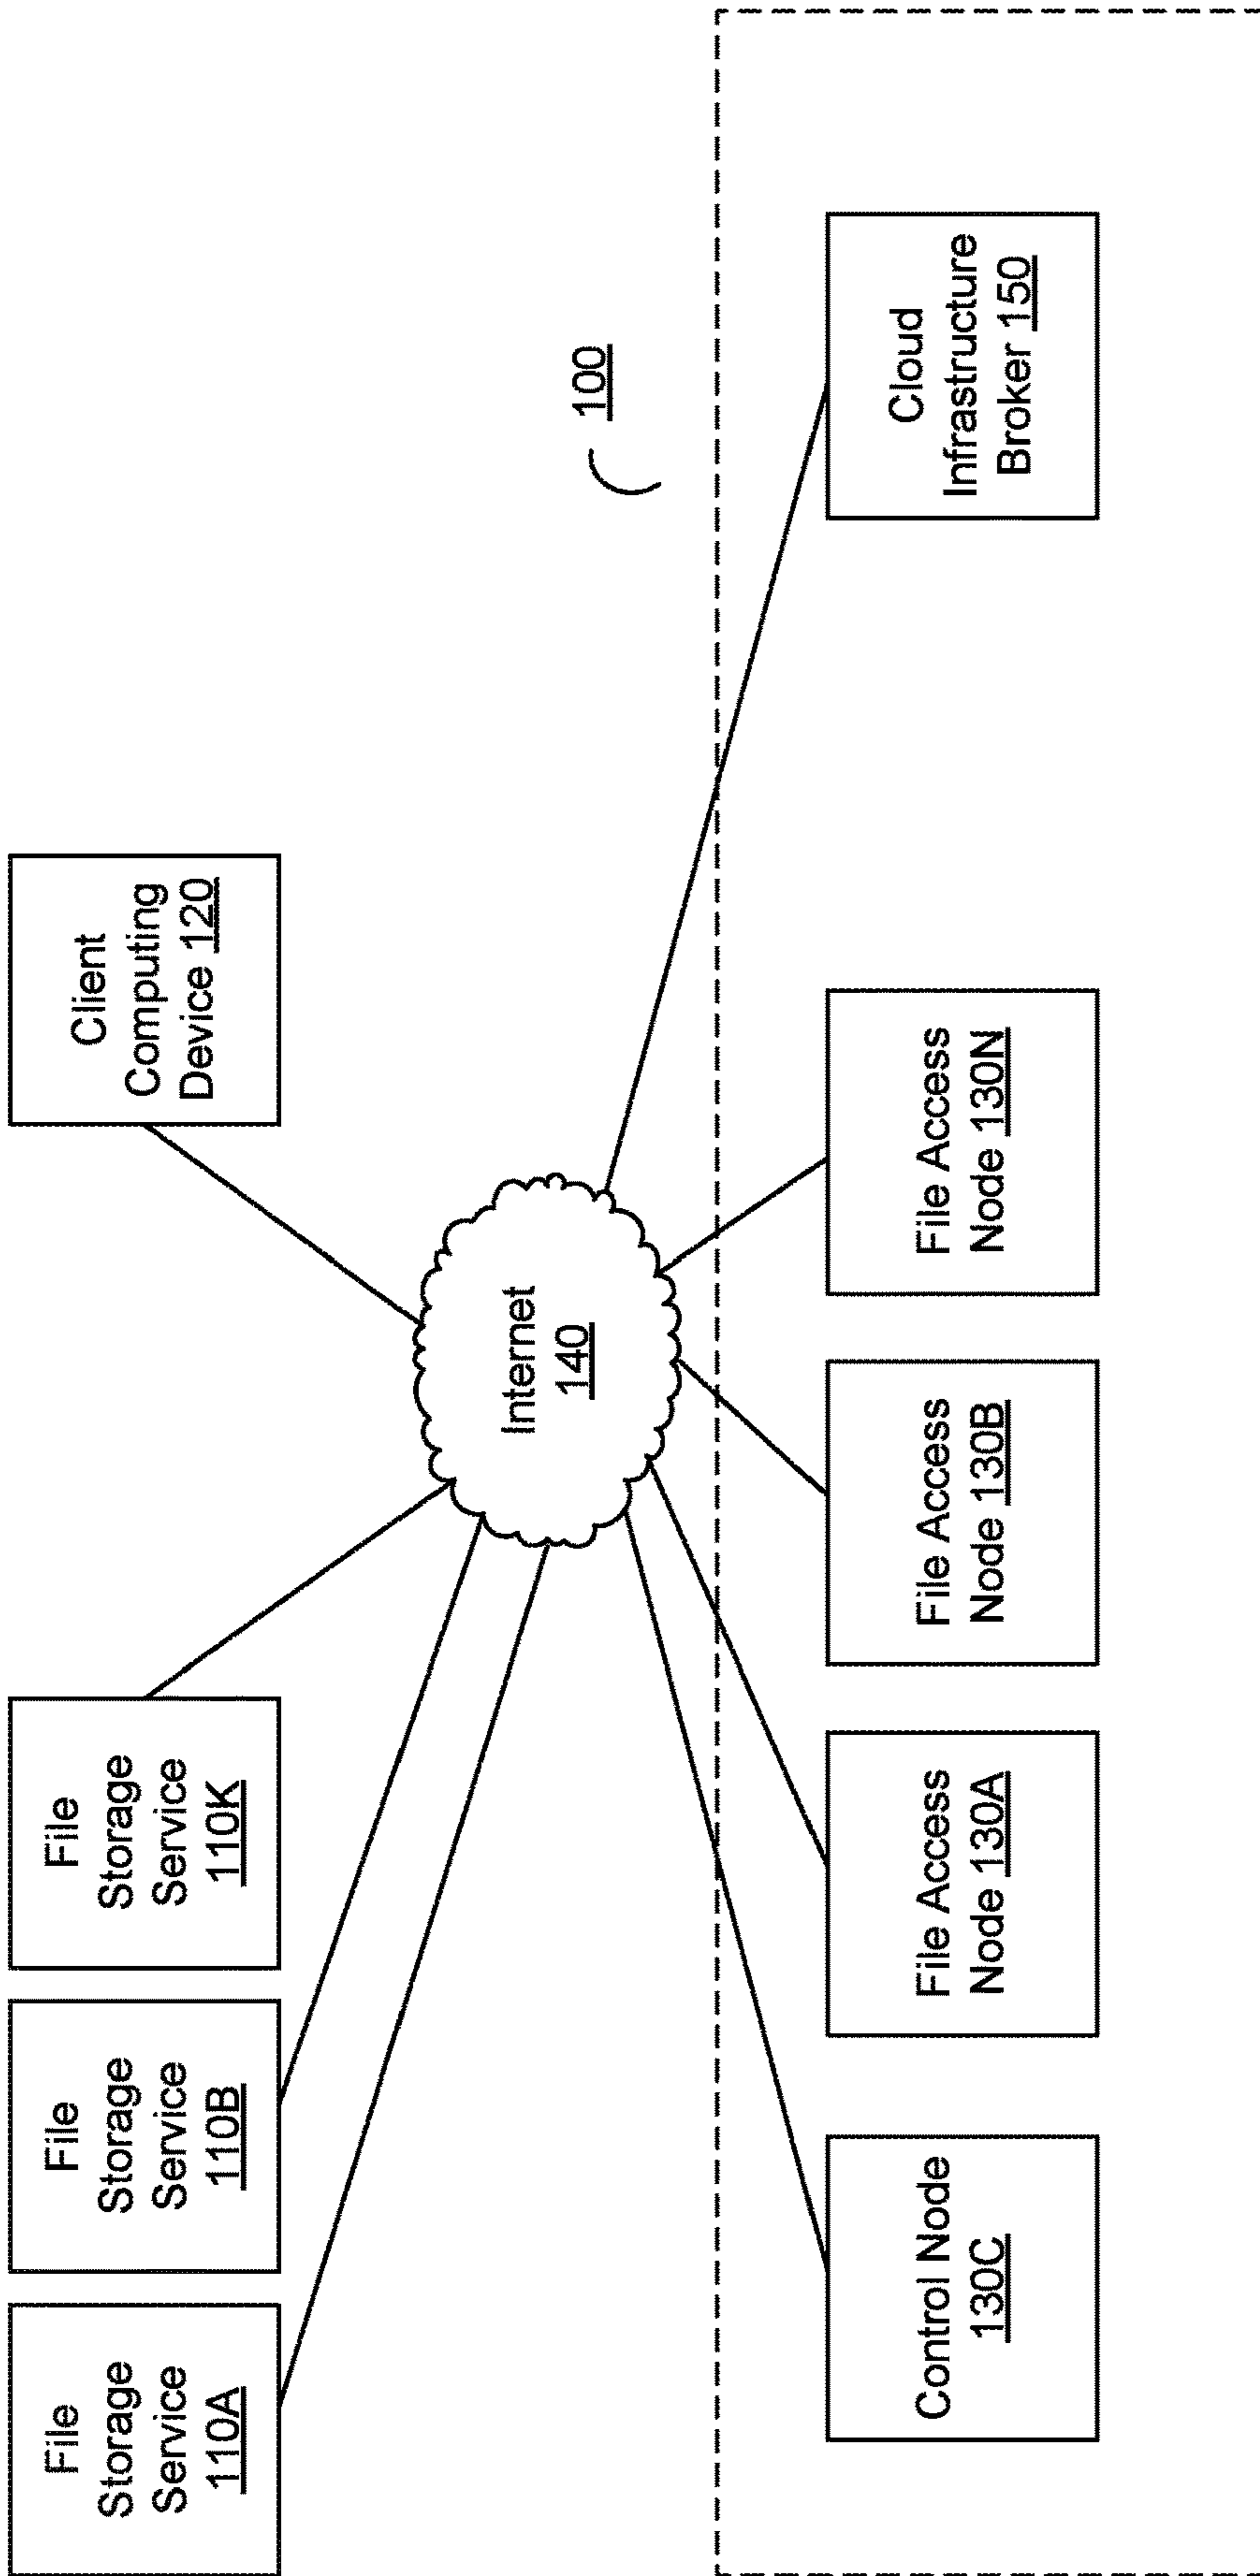 File
Storage
Service
110A
File
Storage
Service
110B
File
Storage
Service
110K
Client
Computing
Device 120
Internet
140
100
Control Node
130C
File Access
Node 130A
File Access
Node 130B
File Access
Node 130N
Cloud
Infrastructure
Broker 150